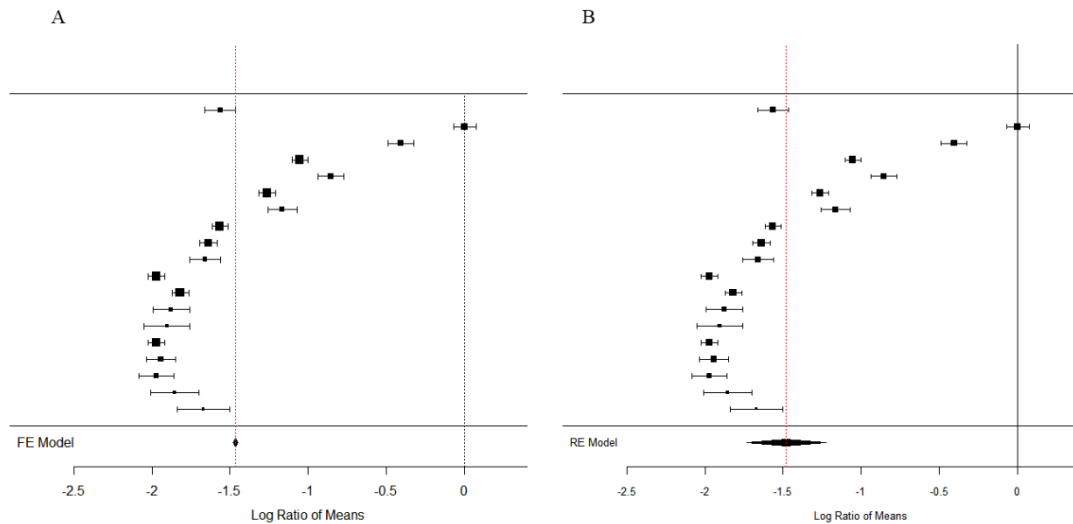 A
B
FE Model
RE Model
-2.5 -2 -1.5 -1 -0.5 0
-2.5 -2 -1.5 -1 -0.5 0
Log Ratio of Means
Log Ratio of Means